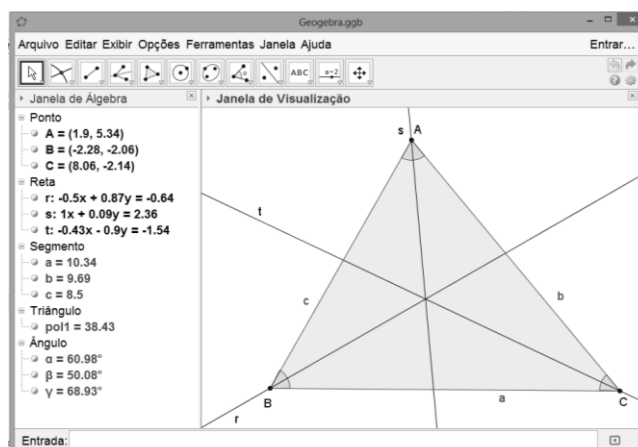 Geogebra.ggb
Arquivo Editar Exibir Opções Ferramentas Janela Ajuda
Entrar...
ABC
a=2
Janela de Álgebra
Janela de Visualização
Ponto
A = (1.9, 5.34)
B = (-2.28, -2.06)
C = (8.06, -2.14)
Reta
r: -0.5x + 0.87y = -0.64
s: 1x + 0.09y = 2.36
t: -0.43x - 0.9y = -1.54
Segmento
a = 10.34
b = 9.69
c = 8.5
Triângulo
pol1 = 38.43
Ângulo
α = 60.98°
β = 50.08°
γ = 68.93°
s A
t
c
b
B
a
C
r
Entrada: